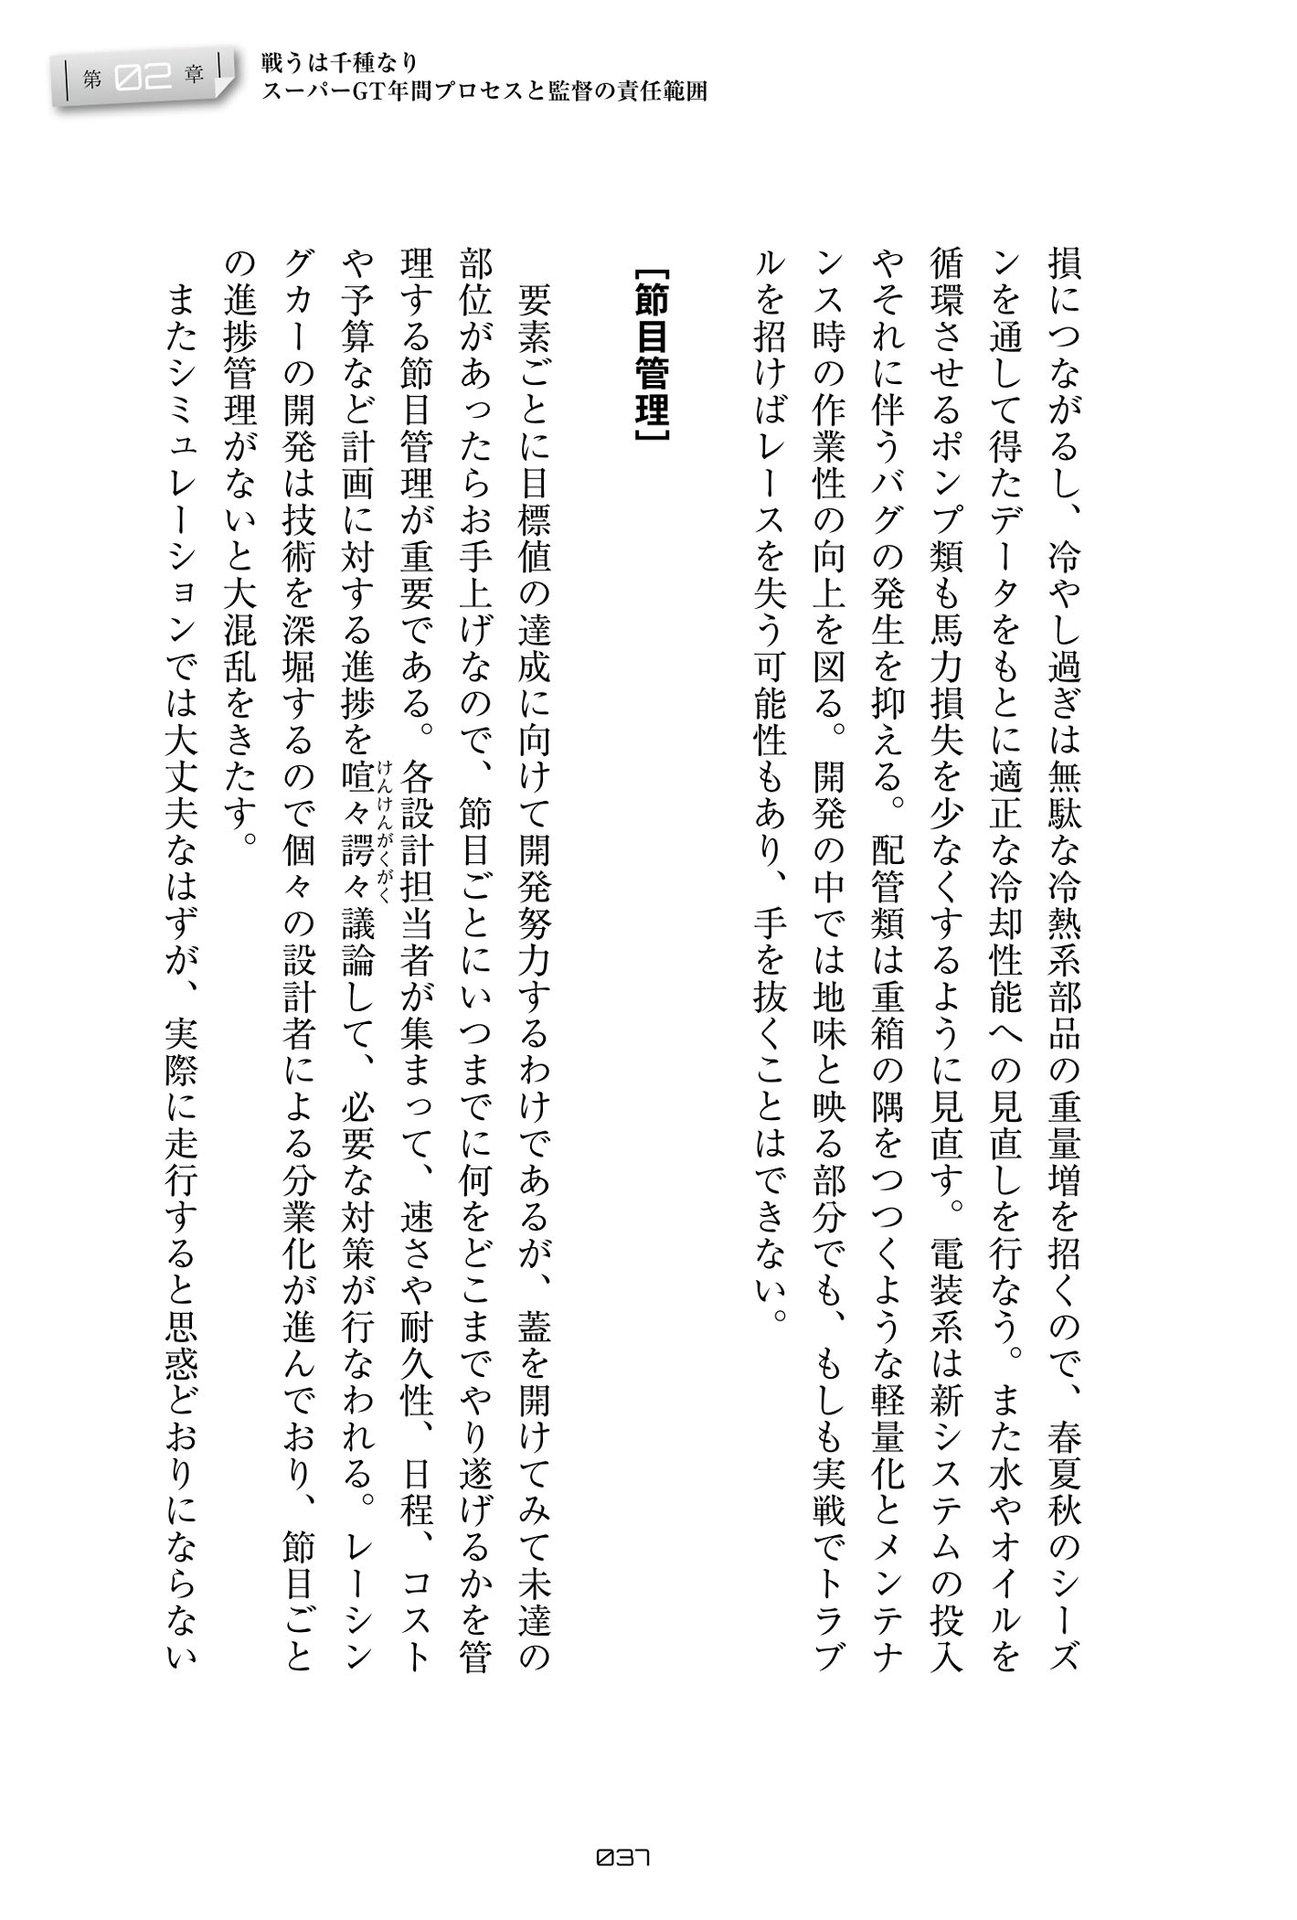 第02章
戦うは千種なり
スーパーGT年間プロセスと監督の責任範囲
損につながるし、冷やし過ぎは無駄な冷熱系部品の重量増を招くので、春夏秋のシーズ
ンを通して得たデータをもとに適正な冷却性能への見直しを行なう。また水やオイルを
循環させるポンプ類も馬力損失を少なくするように見直す。電装系は新システムの投入
やそれに伴うバグの発生を抑える。配管類は重箱の隅をつつくような軽量化とメンテナ
ンス時の作業性の向上を図る。開発の中では地味と映る部分でも、もしも実戦でトラブ
ルを招けばレースを失う可能性もあり、手を抜くことはできない。
［節目管理］
要素ごとに目標値の達成に向けて開発努力するわけであるが、蓋を開けてみて未達の
部位があったらお手上げなので、節目ごとにいつまでに何をどこまでやり遂げるかを管
理する節目管理が重要である。各設計担当者が集まって、速さや耐久性、日程、コスト
けんけんがくがく
や予算など計画に対する進捗を喧々諤々議論して、必要な対策が行なわれる。レーシン
グカーの開発は技術を深堀するので個々の設計者による分業化が進んでおり、節目ごと
の進捗管理がないと大混乱をきたす。
またシミュレーションでは大丈夫なはずが、実際に走行すると思惑どおりにならない
037